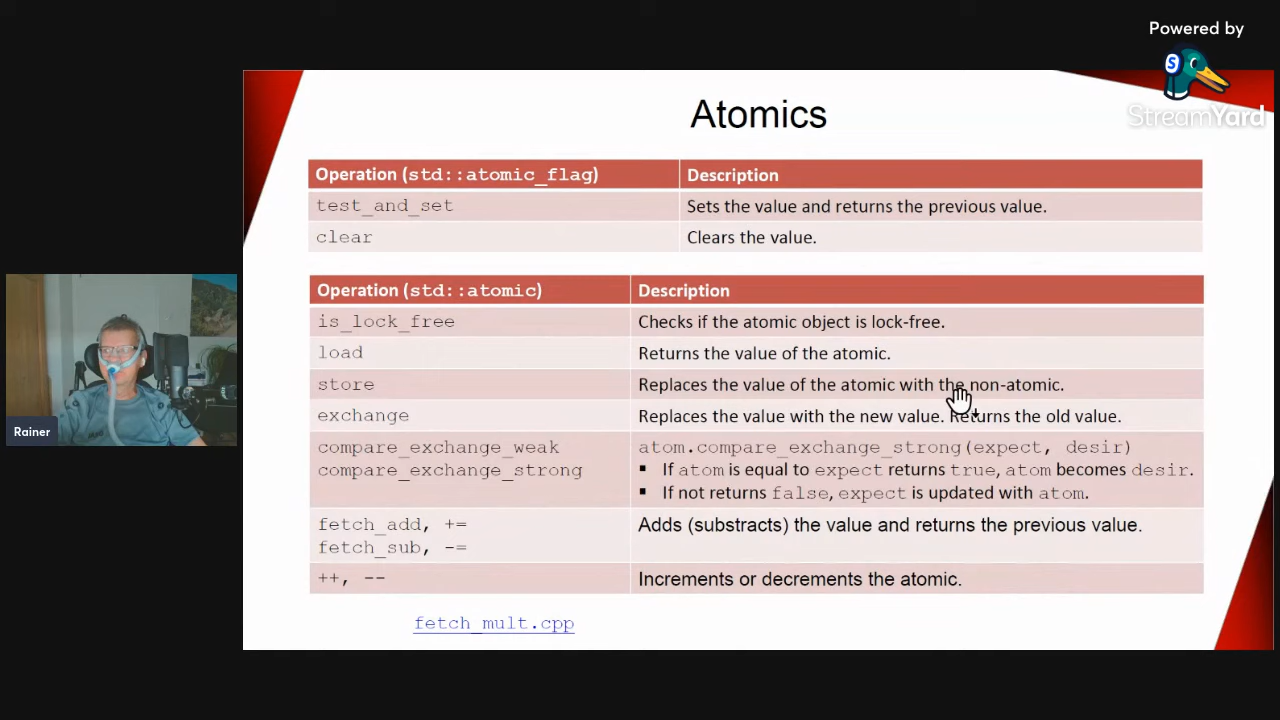 Powered by
S
StreamYard
Atomics
Operation (std::atomic_flag) Description
test_and_set Sets the value and returns the previous value.
clear Clears the value.
Operation (std::atomic) Description
is_lock_free Checks if the atomic object is lock-free.
load Returns the value of the atomic.
store Replaces the value of the atomic with the non-atomic.
exchange Replaces the value with the new value. Returns the old value.
compare_exchange_weak atom.compare_exchange_strong(expect, desir)
compare_exchange_strong ▪ If atom is equal to expect returns true, atom becomes desir.
▪ If not returns false, expect is updated with atom.
fetch_add, += Adds (substracts) the value and returns the previous value.
fetch_sub, -=
++, -- Increments or decrements the atomic.
fetch_mult.cpp
Rainer